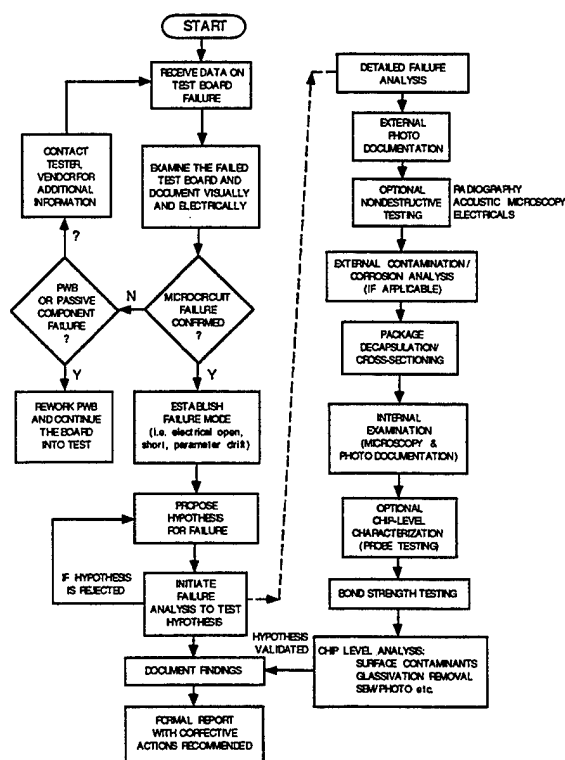 START
RECEIVE DATA ON
TEST BOARD
FAILURE
CONTACT
TESTER,
VENDOR FOR
ADDITIONAL
INFORMATION
EXAMINE THE FAILED
TEST BOARD AND
DOCUMENT VISUALLY
AND ELECTRICALLY
?
PWB
OR PASSIVE
COMPONENT
FAILURE
?
N
MICROCIRCUIT
FAILURE
CONFIRMED
?
Y
Y
REWORK PWB
AND CONTINUE
THE BOARD
INTO TEST
ESTABLISH
FAILURE MODE
(i.e. electrical open,
short, parameter drift)
PROPOSE
HYPOTHESIS
FOR FAILURE
IF HYPOTHESIS
IS REJECTED
INITIATE
FAILURE
ANALYSIS TO TEST
HYPOTHESIS
DOCUMENT FINDINGS
FORMAL REPORT
WITH CORRECTIVE
ACTIONS RECOMMENDED
DETAILED FAILURE
ANALYSIS
EXTERNAL
PHOTO
DOCUMENTATION
OPTIONAL
NONDESTRUCTIVE
TESTING
RADIOGRAPHY
ACOUSTIC MICROSCOPY
ELECTRICALS
EXTERNAL CONTAMINATION/
CORROSION ANALYSIS
(IF APPLICABLE)
PACKAGE
DECAPSULATION/
CROSS-SECTIONING
INTERNAL
EXAMINATION
(MICROSCOPY &
PHOTO DOCUMENTATION)
OPTIONAL
CHIP-LEVEL
CHARACTERIZATION
(PROBE TESTING)
BOND STRENGTH TESTING
HYPOTHESIS
VALIDATED
CHIP LEVEL ANALYSIS:
SURFACE CONTAMINANTS
GLASSIVATION REMOVAL
SEM/PHOTO etc.